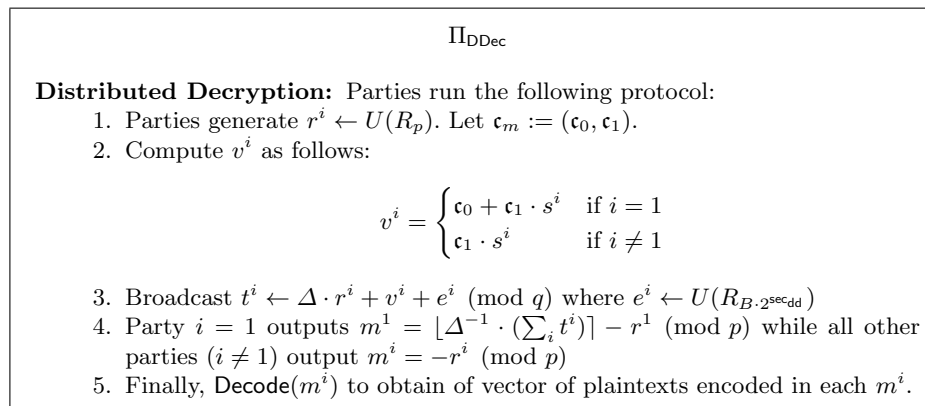 Π_DDec
Distributed Decryption: Parties run the following protocol:
1. Parties generate r^i ← U(R_p). Let 𝔠_m := (𝔠_0, 𝔠_1).
2. Compute v^i as follows:
v^i = { 𝔠_0 + 𝔠_1 · s^i if i = 1
𝔠_1 · s^i if i ≠ 1
3. Broadcast t^i ← Δ · r^i + v^i + e^i (mod q) where e^i ← U(R_{B·2^{sec_dd}})
4. Party i = 1 outputs m^1 = ⌊Δ^{-1} · (∑_i t^i)⌉ − r^1 (mod p) while all other
parties (i ≠ 1) output m^i = −r^i (mod p)
5. Finally, Decode(m^i) to obtain of vector of plaintexts encoded in each m^i.